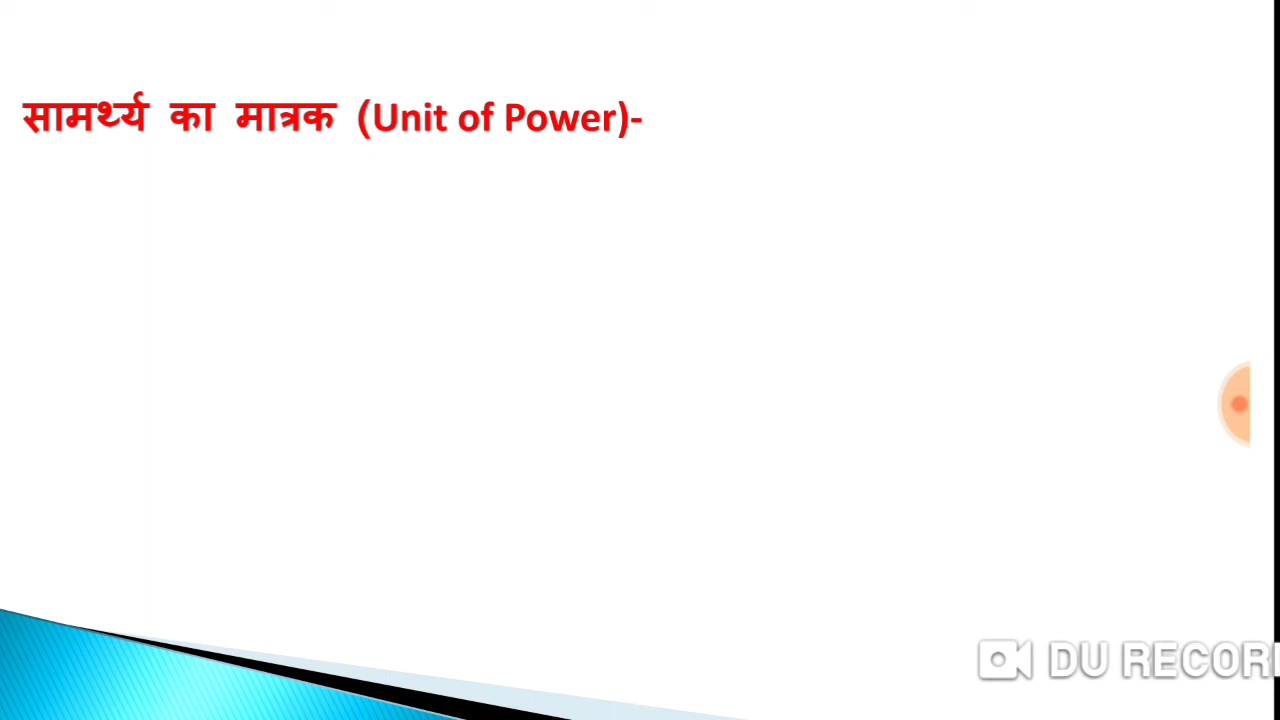 सामर्थ्य का मात्रक (Unit of Power)-
DU RECOR